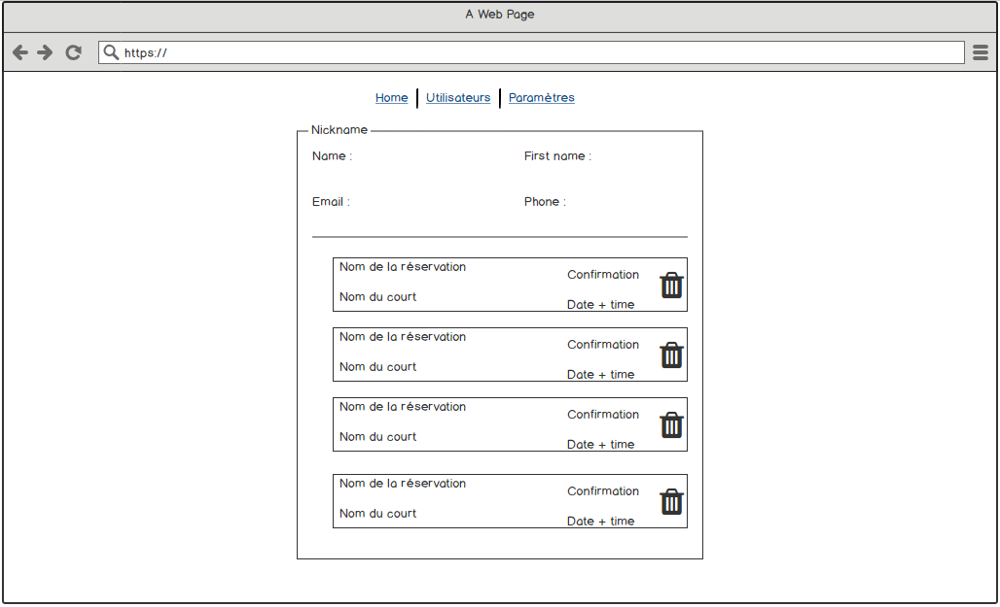 A Web Page
https://
Home Utilisateurs Paramètres
Nickname
Name : First name :
Email : Phone :
Nom de la réservation
Confirmation
Nom du court
Date + time
Nom de la réservation
Confirmation
Nom du court
Date + time
Nom de la réservation
Confirmation
Nom du court
Date + time
Nom de la réservation
Confirmation
Nom du court
Date + time